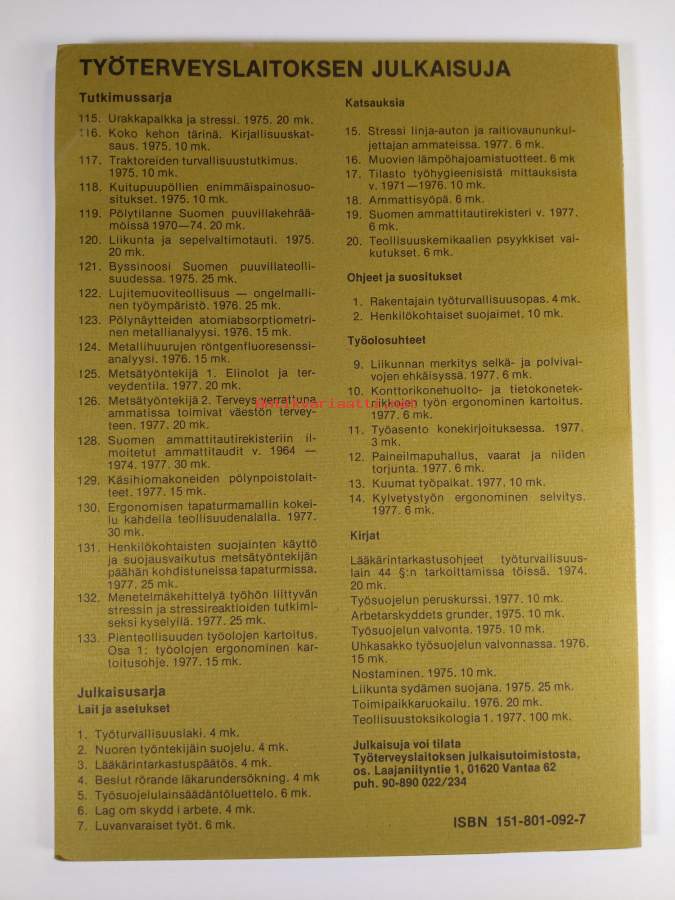 TYÖTERVEYSLAITOKSEN JULKAISUJA
Tutkimussarja
115. Urakkapalkka ja stressi. 1975. 20 mk.
116. Koko kehon tärinä. Kirjallisuuskat-
saus. 1975. 10 mk.
117. Traktoreiden turvallisuustutkimus.
1975. 10 mk.
118. Kuitupuupöllien enimmäispainosuo-
situkset. 1975. 10 mk.
119. Pölytilanne Suomen puuvillakehrää-
möissä 1970—74. 20 mk.
120. Liikunta ja sepelvaltimotauti. 1975.
20 mk.
121. Byssinoosi Suomen puuvillateolli-
suudessa. 1975. 25 mk.
122. Lujitemuoviteollisuus — ongelmalli-
nen työympäristö. 1976. 25 mk.
123. Pölynäytteiden atomiabsorptiometri-
nen metallianalyysi. 1976. 15 mk.
124. Metallihuurujen röntgenfluoresenssi-
analyysi. 1976. 15 mk.
125. Metsätyöntekijä 1. Elinolot ja ter-
veydentila. 1977. 20 mk.
126. Metsätyöntekijä 2. Terveys verrattuna
ammatissa toimivat väestön tervey-
teen. 1977. 20 mk.
128. Suomen ammattitautirekisteriin il-
moitetut ammattitaudit v. 1964 —
1974. 1977. 30 mk.
129. Käsihiomakoneiden pölynpoistolait-
teet. 1977. 15 mk.
130. Ergonomisen tapaturmamallin kokei-
lu kahdella teollisuudenalalla. 1977.
30 mk.
131. Henkilökohtaisten suojainten käyttö
ja suojausvaikutus metsätyöntekijän
päähän kohdistuneissa tapaturmissa.
1977. 25 mk.
132. Menetelmäkehittelyä työhön liittyvän
stressin ja stressireaktioiden tutkimi-
seksi kyselyllä. 1977. 25 mk.
133. Pienteollisuuden työolojen kartoitus.
Osa 1: työolojen ergonominen kar-
toitusohje. 1977. 15 mk.
Julkaisusarja
Lait ja asetukset
1. Työturvallisuuslaki. 4 mk.
2. Nuoren työntekijäin suojelu. 4 mk.
3. Lääkärintarkastuspäätös. 4 mk.
4. Beslut rörande läkarundersökning. 4 mk
5. Työsuojelulainsäädäntöluettelo. 6 mk.
6. Lag om skydd i arbete. 4 mk.
7. Luvanvaraiset työt. 6 mk.
Katsauksia
15. Stressi linja-auton ja raitiovaununkul-
jettajan ammateissa. 1977. 6 mk.
16. Muovien lämpöhajoamistuotteet. 6 mk
17. Tilasto työhygieenisistä mittauksista
v. 1971—1976. 10 mk.
18. Ammattisyöpä. 6 mk.
19. Suomen ammattitautirekisteri v. 1977.
6 mk.
20. Teollisuuskemikaalien psyykkiset vai-
kutukset. 6 mk.
Ohjeet ja suositukset
1. Rakentajain työturvallisuusopas. 4 mk.
2. Henkilökohtaiset suojaimet. 10 mk.
Työolosuhteet
9. Liikunnan merkitys selkä- ja polvivai-
vojen ehkäisyssä. 1977. 6 mk.
10. Konttorikonehuolto- ja tietokonetek-
niikkojen työn ergonominen kartoitus.
1977. 6 mk.
11. Työasento konekirjoituksessa. 1977.
3 mk.
12. Paineilmapuhallus, vaarat ja niiden
torjunta. 1977. 6 mk.
13. Kuumat työpaikat. 1977. 10 mk.
14. Kylvetystyön ergonominen selvitys.
1977. 6 mk.
Kirjat
Lääkärintarkastusohjeet työturvallisuus-
lain 44 §:n tarkoittamissa töissä. 1974.
20 mk.
Työsuojelun peruskurssi. 1977. 10 mk.
Arbetarskyddets grunder. 1975. 10 mk.
Työsuojelun valvonta. 1975. 10 mk.
Uhkasakko työsuojelun valvonnassa. 1976.
15 mk.
Nostaminen. 1975. 10 mk.
Liikunta sydämen suojana. 1975. 25 mk.
Toimipaikkaruokailu. 1976. 20 mk.
Teollisuustoksikologia 1. 1977. 100 mk.
Julkaisuja voi tilata
Työterveyslaitoksen julkaisutoimistosta,
os. Laajaniityntie 1, 01620 Vantaa 62
puh. 90-890 022/234
ISBN 151-801-092-7
Antikvariaatti.net